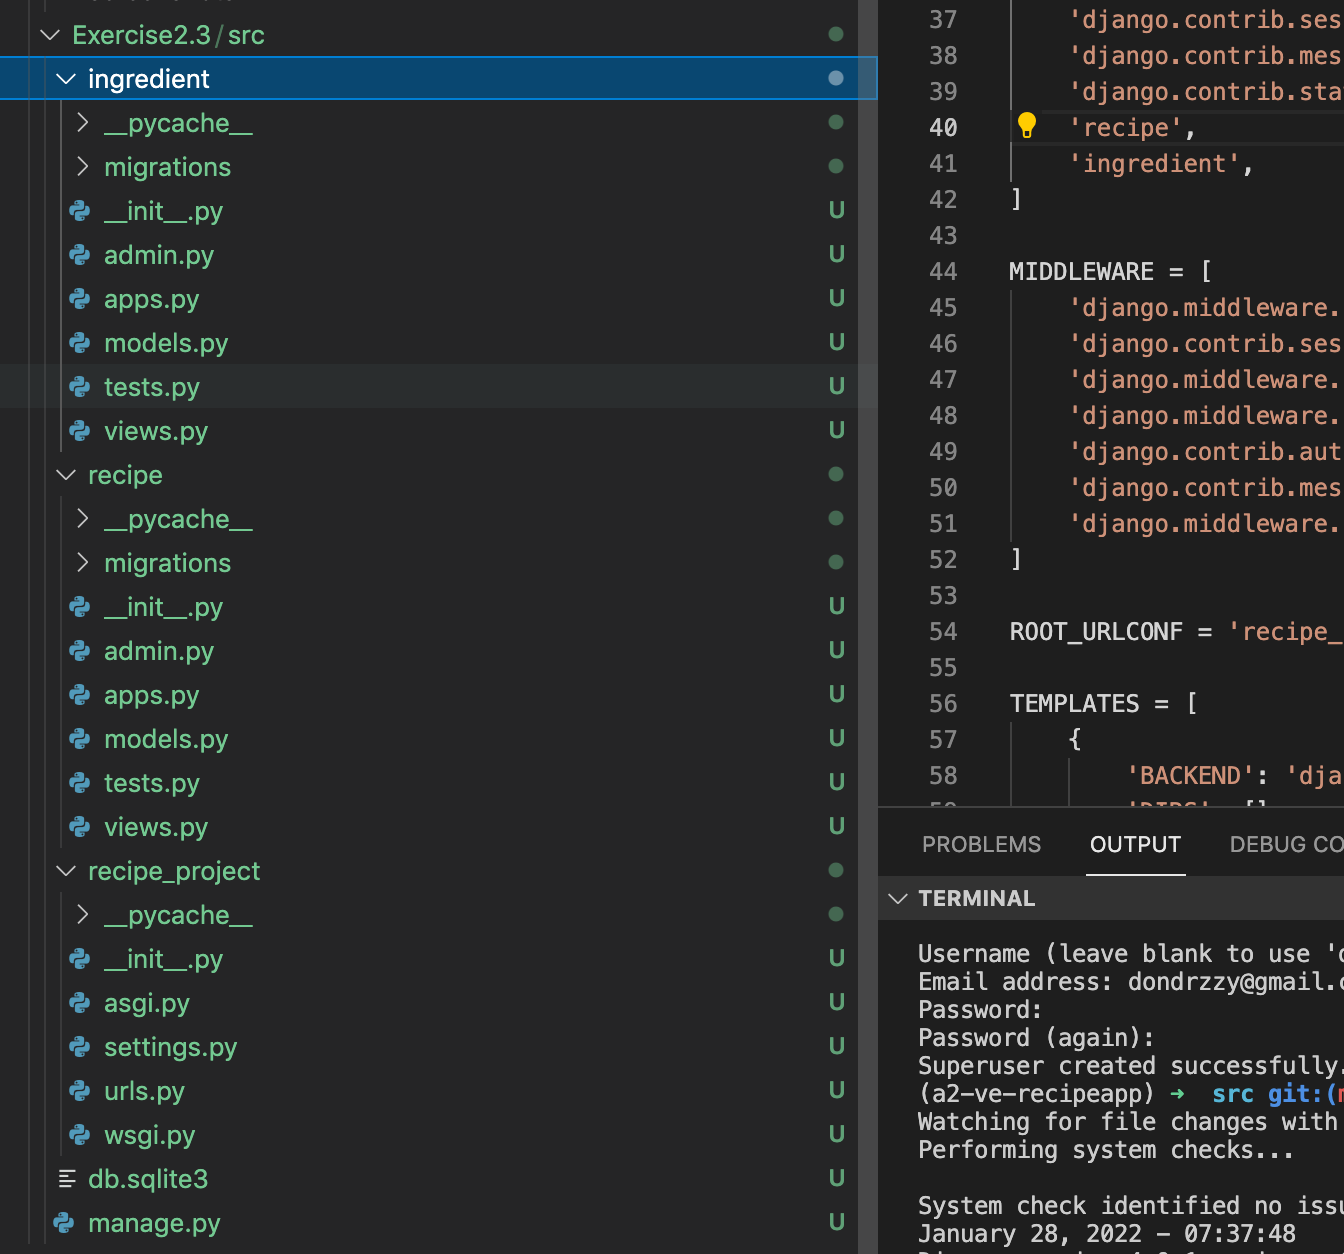 Exercise2.3/src
ingredient
__pycache__
migrations
__init__.py U
admin.py U
apps.py U
models.py U
tests.py U
views.py U
recipe
__pycache__
migrations
__init__.py U
admin.py U
apps.py U
models.py U
tests.py U
views.py U
recipe_project
__pycache__
__init__.py U
asgi.py U
settings.py U
urls.py U
wsgi.py U
db.sqlite3 U
manage.py U
37 'django.contrib.ses
38 'django.contrib.mes
39 'django.contrib.sta
40 'recipe',
41 'ingredient',
42 ]
43
44 MIDDLEWARE = [
45 'django.middleware.
46 'django.contrib.ses
47 'django.middleware.
48 'django.middleware.
49 'django.contrib.aut
50 'django.contrib.mes
51 'django.middleware.
52 ]
53
54 ROOT_URLCONF = 'recipe_
55
56 TEMPLATES = [
57 {
58 'BACKEND': 'dja
59 'DIRS': []
PROBLEMS OUTPUT DEBUG CO
TERMINAL
Username (leave blank to use '
Email address: dondrzzy@gmail.c
Password:
Password (again):
Superuser created successfully.
(a2-ve-recipeapp) → src git:(m
Watching for file changes with
Performing system checks...
System check identified no issu
January 28, 2022 - 07:37:48